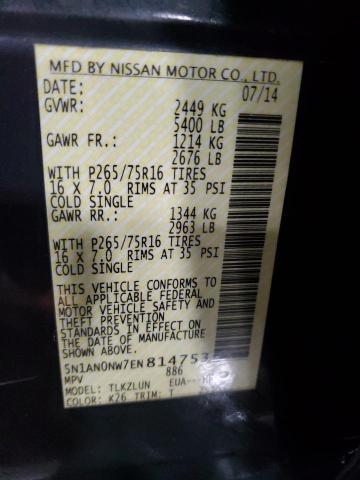 MFD BY NISSAN MOTOR CO., LTD.
DATE: 07/14
GVWR: 2449 KG
5400 LB
GAWR FR.: 1214 KG
2676 LB
WITH P265/75R16 TIRES
16 X 7.0 RIMS AT 35 PSI
COLD SINGLE
GAWR RR.: 1344 KG
2963 LB
WITH P265/75R16 TIRES
16 X 7.0 RIMS AT 35 PSI
COLD SINGLE
THIS VEHICLE CONFORMS TO
ALL APPLICABLE FEDERAL
MOTOR VEHICLE SAFETY AND
THEFT PREVENTION
STANDARDS IN EFFECT ON
THE DATE OF MANUFACTURE
SHOWN ABOVE.
5N1AN0NW7EN814753
MPV 886
MODEL: TLKZLUN
COLOR: K26 TRIM: T